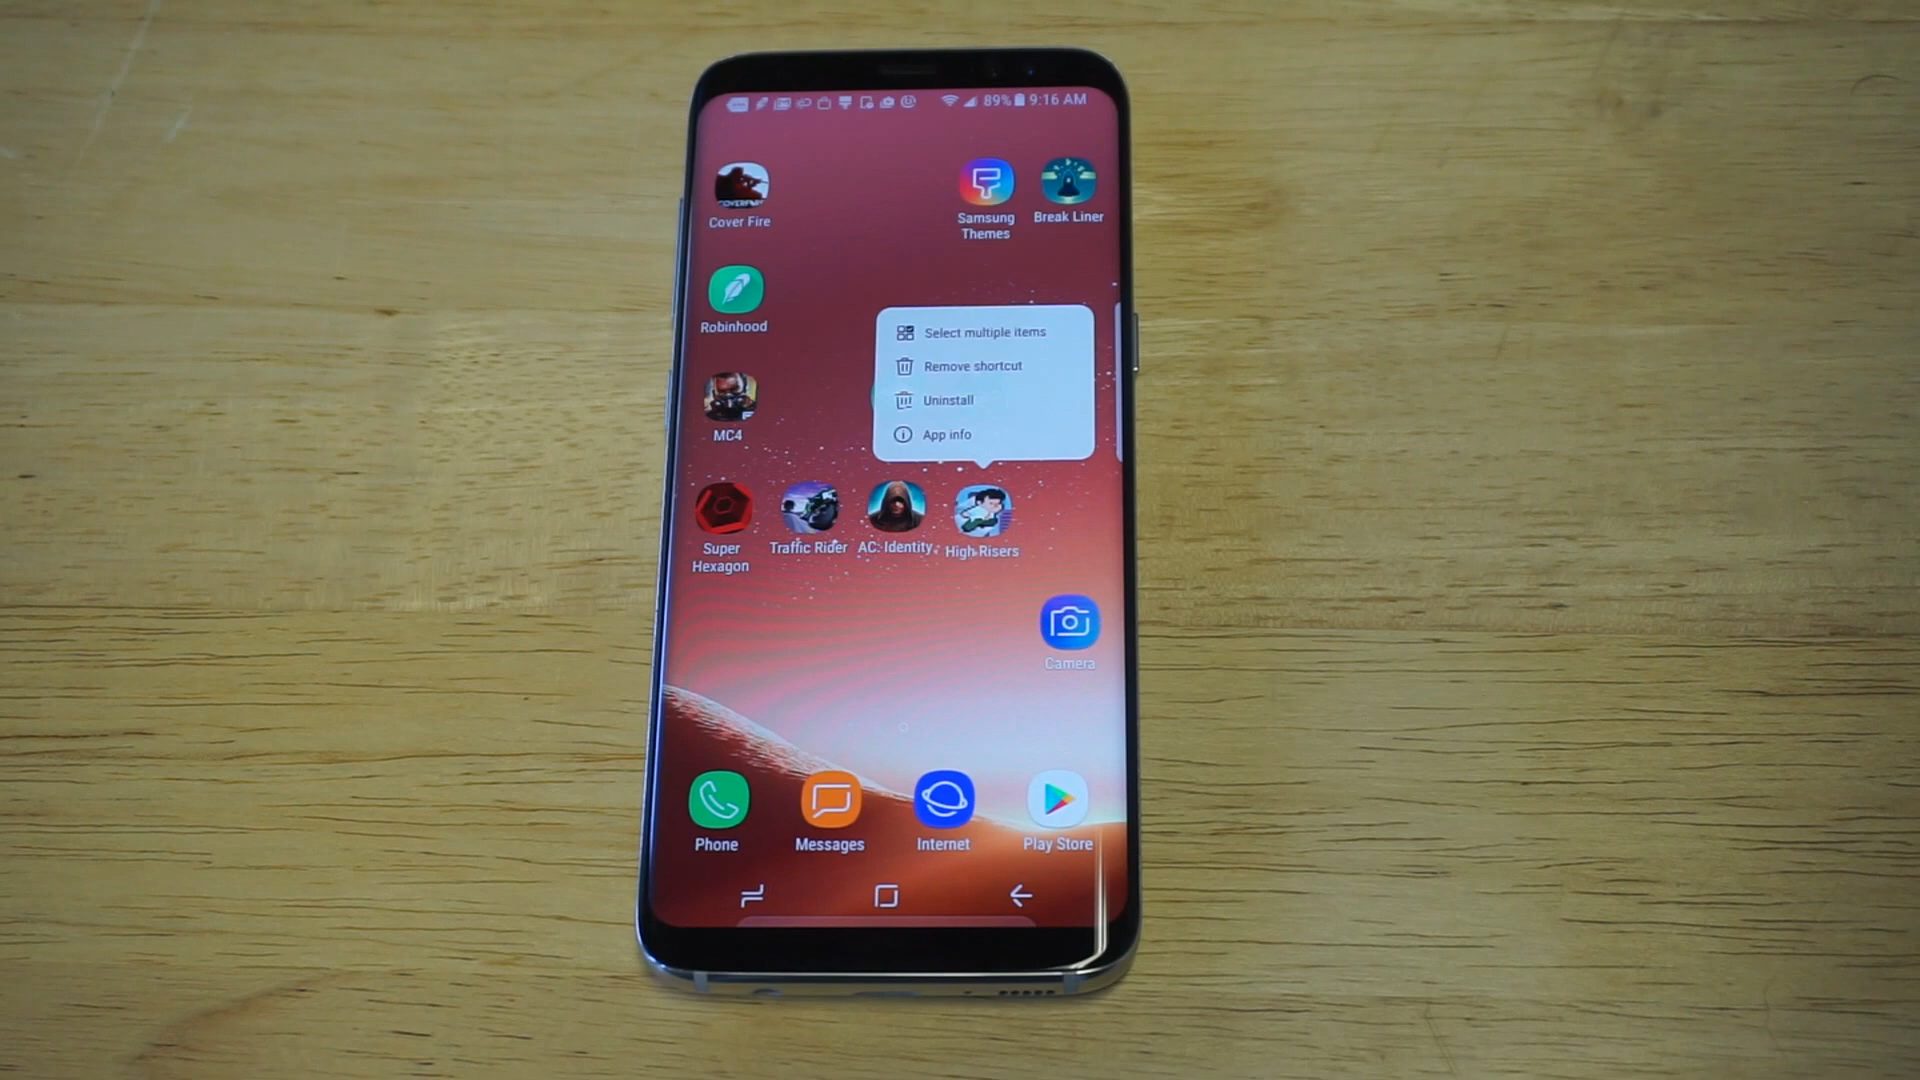 89% 9:16 AM
Cover Fire
Samsung
Themes
Break Liner
Robinhood
Select multiple items
Remove shortcut
Uninstall
App info
MC4
Super
Hexagon
Traffic Rider
AC: Identity
High Risers
Camera
Phone
Messages
Internet
Play Store